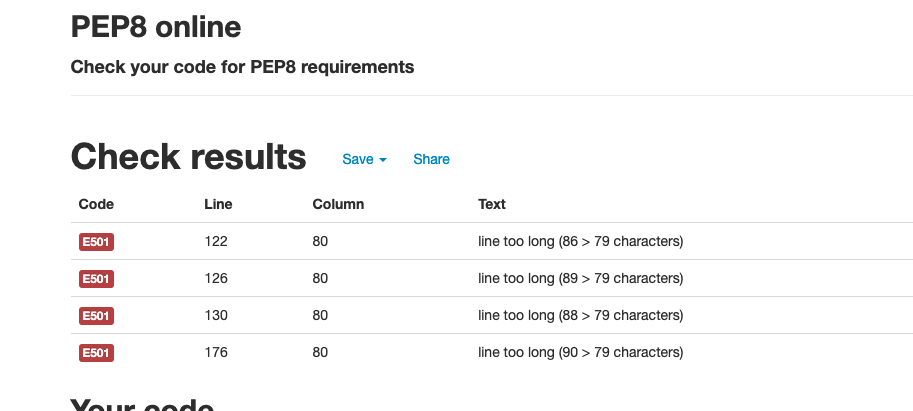 PEP8 online
Check your code for PEP8 requirements
Check results Save Share
Code Line Column Text
E501 122 80 line too long (86 > 79 characters)
E501 126 80 line too long (89 > 79 characters)
E501 130 80 line too long (88 > 79 characters)
E501 176 80 line too long (90 > 79 characters)
Your code